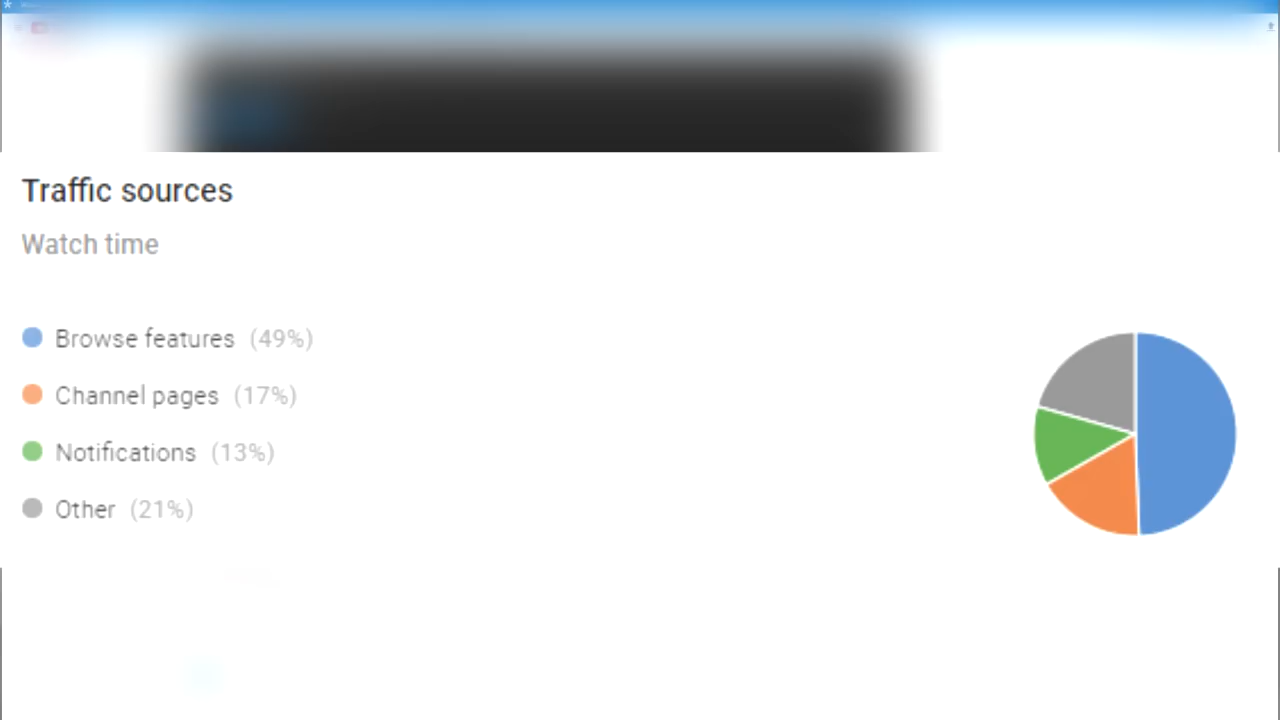 Traffic sources
Watch time
Browse features (49%)
Channel pages (17%)
Notifications (13%)
Other (21%)